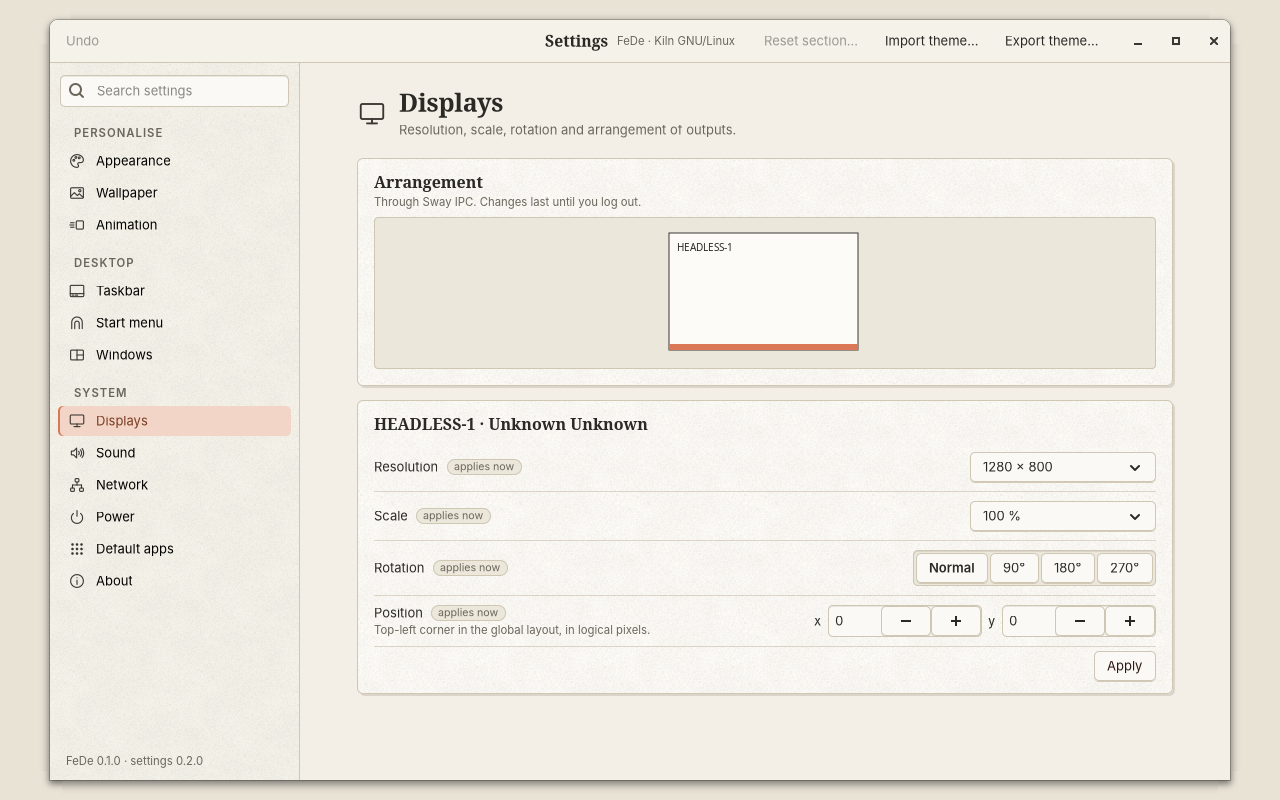 Undo
Settings FeDe · Kiln GNU/Linux
Reset section...
Import theme...
Export theme...
Search settings
PERSONALISE
Appearance
Wallpaper
Animation
DESKTOP
Taskbar
Start menu
Windows
SYSTEM
Displays
Sound
Network
Power
Default apps
About
FeDe 0.1.0 · settings 0.2.0
Displays
Resolution, scale, rotation and arrangement of outputs.
Arrangement
Through Sway IPC. Changes last until you log out.
HEADLESS-1
HEADLESS-1 · Unknown Unknown
Resolution applies now 1280 × 800
Scale applies now 100 %
Rotation applies now Normal 90° 180° 270°
Position applies now x 0 − + y 0 − +
Top-left corner in the global layout, in logical pixels.
Apply